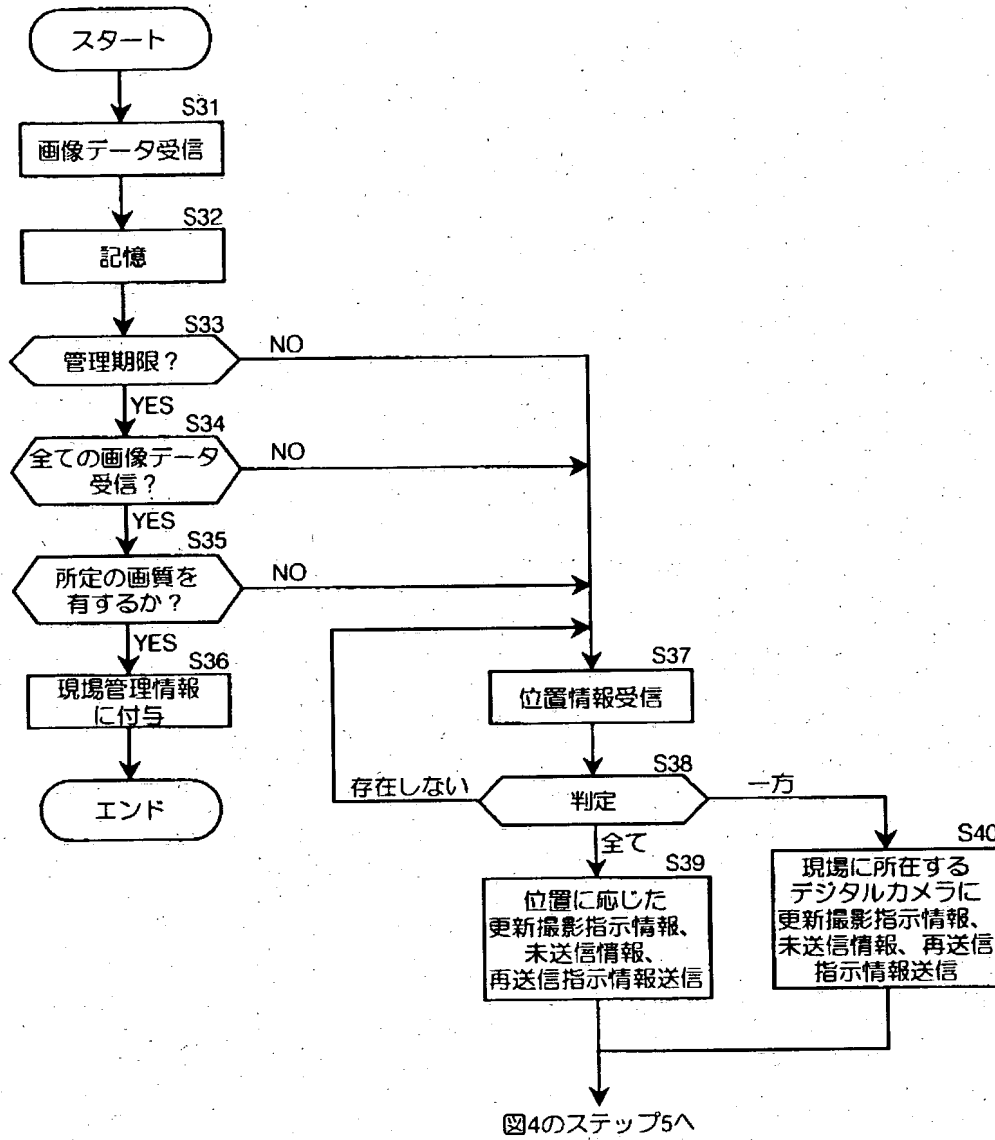 スタート
S31
画像データ受信
S32
記憶
S33
管理期限？
NO
YES
S34
全ての画像データ
受信？
NO
YES
S35
所定の画質を
有するか？
NO
YES
S36
現場管理情報
に付与
エンド
S37
位置情報受信
S38
判定
存在しない
一方
全て
S39
位置に応じた
更新撮影指示情報、
未送信情報、
再送信指示情報送信
S40
現場に所在する
デジタルカメラに
更新撮影指示情報、
未送信情報、再送信
指示情報送信
図4のステップ5へ